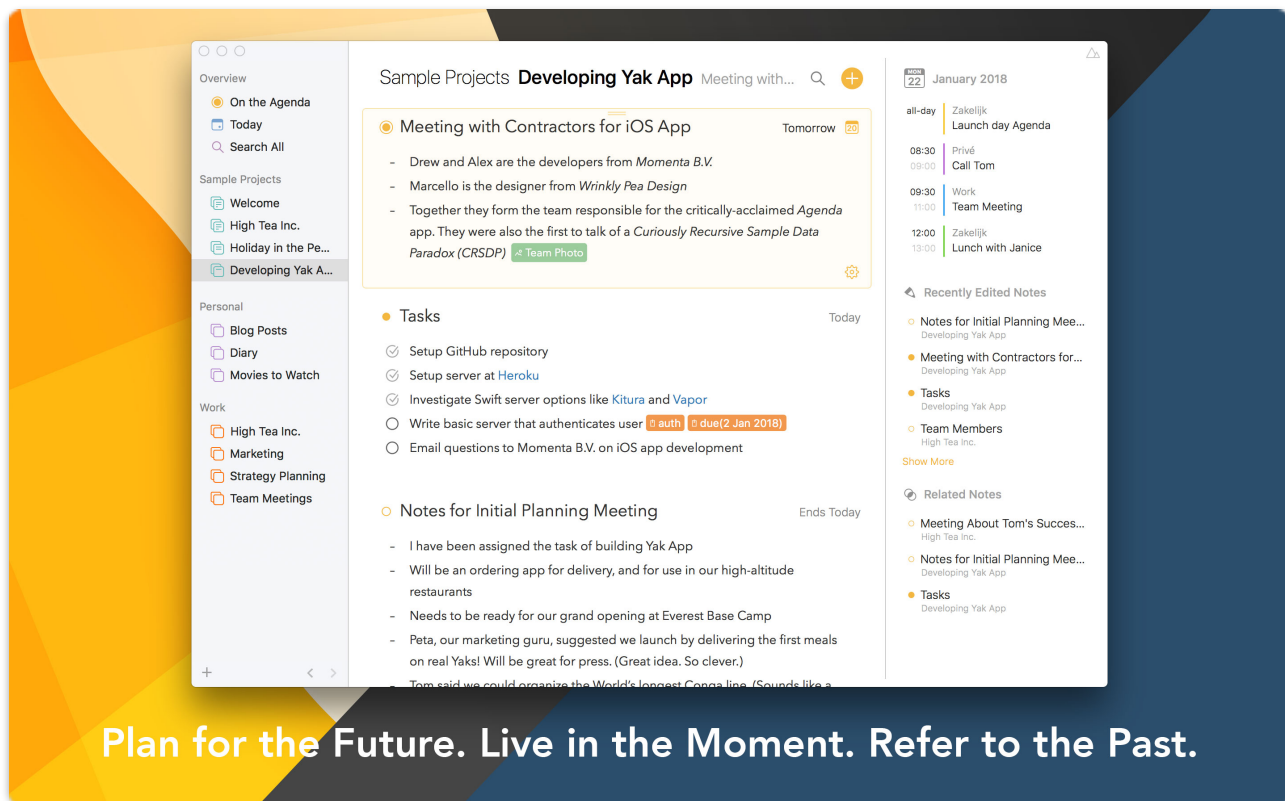 Overview
On the Agenda
Today
Search All
Sample Projects
Welcome
High Tea Inc.
Holiday in the Pe...
Developing Yak A...
Personal
Blog Posts
Diary
Movies to Watch
Work
High Tea Inc.
Marketing
Strategy Planning
Team Meetings
Sample Projects Developing Yak App Meeting with...
Meeting with Contractors for iOS App Tomorrow 20
- Drew and Alex are the developers from Momenta B.V.
- Marcello is the designer from Wrinkly Pea Design
- Together they form the team responsible for the critically-acclaimed Agenda
app. They were also the first to talk of a Curiously Recursive Sample Data
Paradox (CRSDP) Team Photo
Tasks Today
Setup GitHub repository
Setup server at Heroku
Investigate Swift server options like Kitura and Vapor
Write basic server that authenticates user auth due(2 Jan 2018)
Email questions to Momenta B.V. on iOS app development
Notes for Initial Planning Meeting Ends Today
- I have been assigned the task of building Yak App
- Will be an ordering app for delivery, and for use in our high-altitude
restaurants
- Needs to be ready for our grand opening at Everest Base Camp
- Peta, our marketing guru, suggested we launch by delivering the first meals
on real Yaks! Will be great for press. (Great idea. So clever.)
- Tom said we could organize the World's longest Conga line. (Sounds like a
MON
22 January 2018
all-day Zakelijk
Launch day Agenda
08:30 Privé
09:00 Call Tom
09:30 Work
11:00 Team Meeting
12:00 Zakelijk
13:00 Lunch with Janice
Recently Edited Notes
Notes for Initial Planning Mee...
Developing Yak App
Meeting with Contractors for...
Developing Yak App
Tasks
Developing Yak App
Team Members
High Tea Inc.
Show More
Related Notes
Meeting About Tom's Succes...
High Tea Inc.
Notes for Initial Planning Mee...
Developing Yak App
Tasks
Developing Yak App
Plan for the Future. Live in the Moment. Refer to the Past.